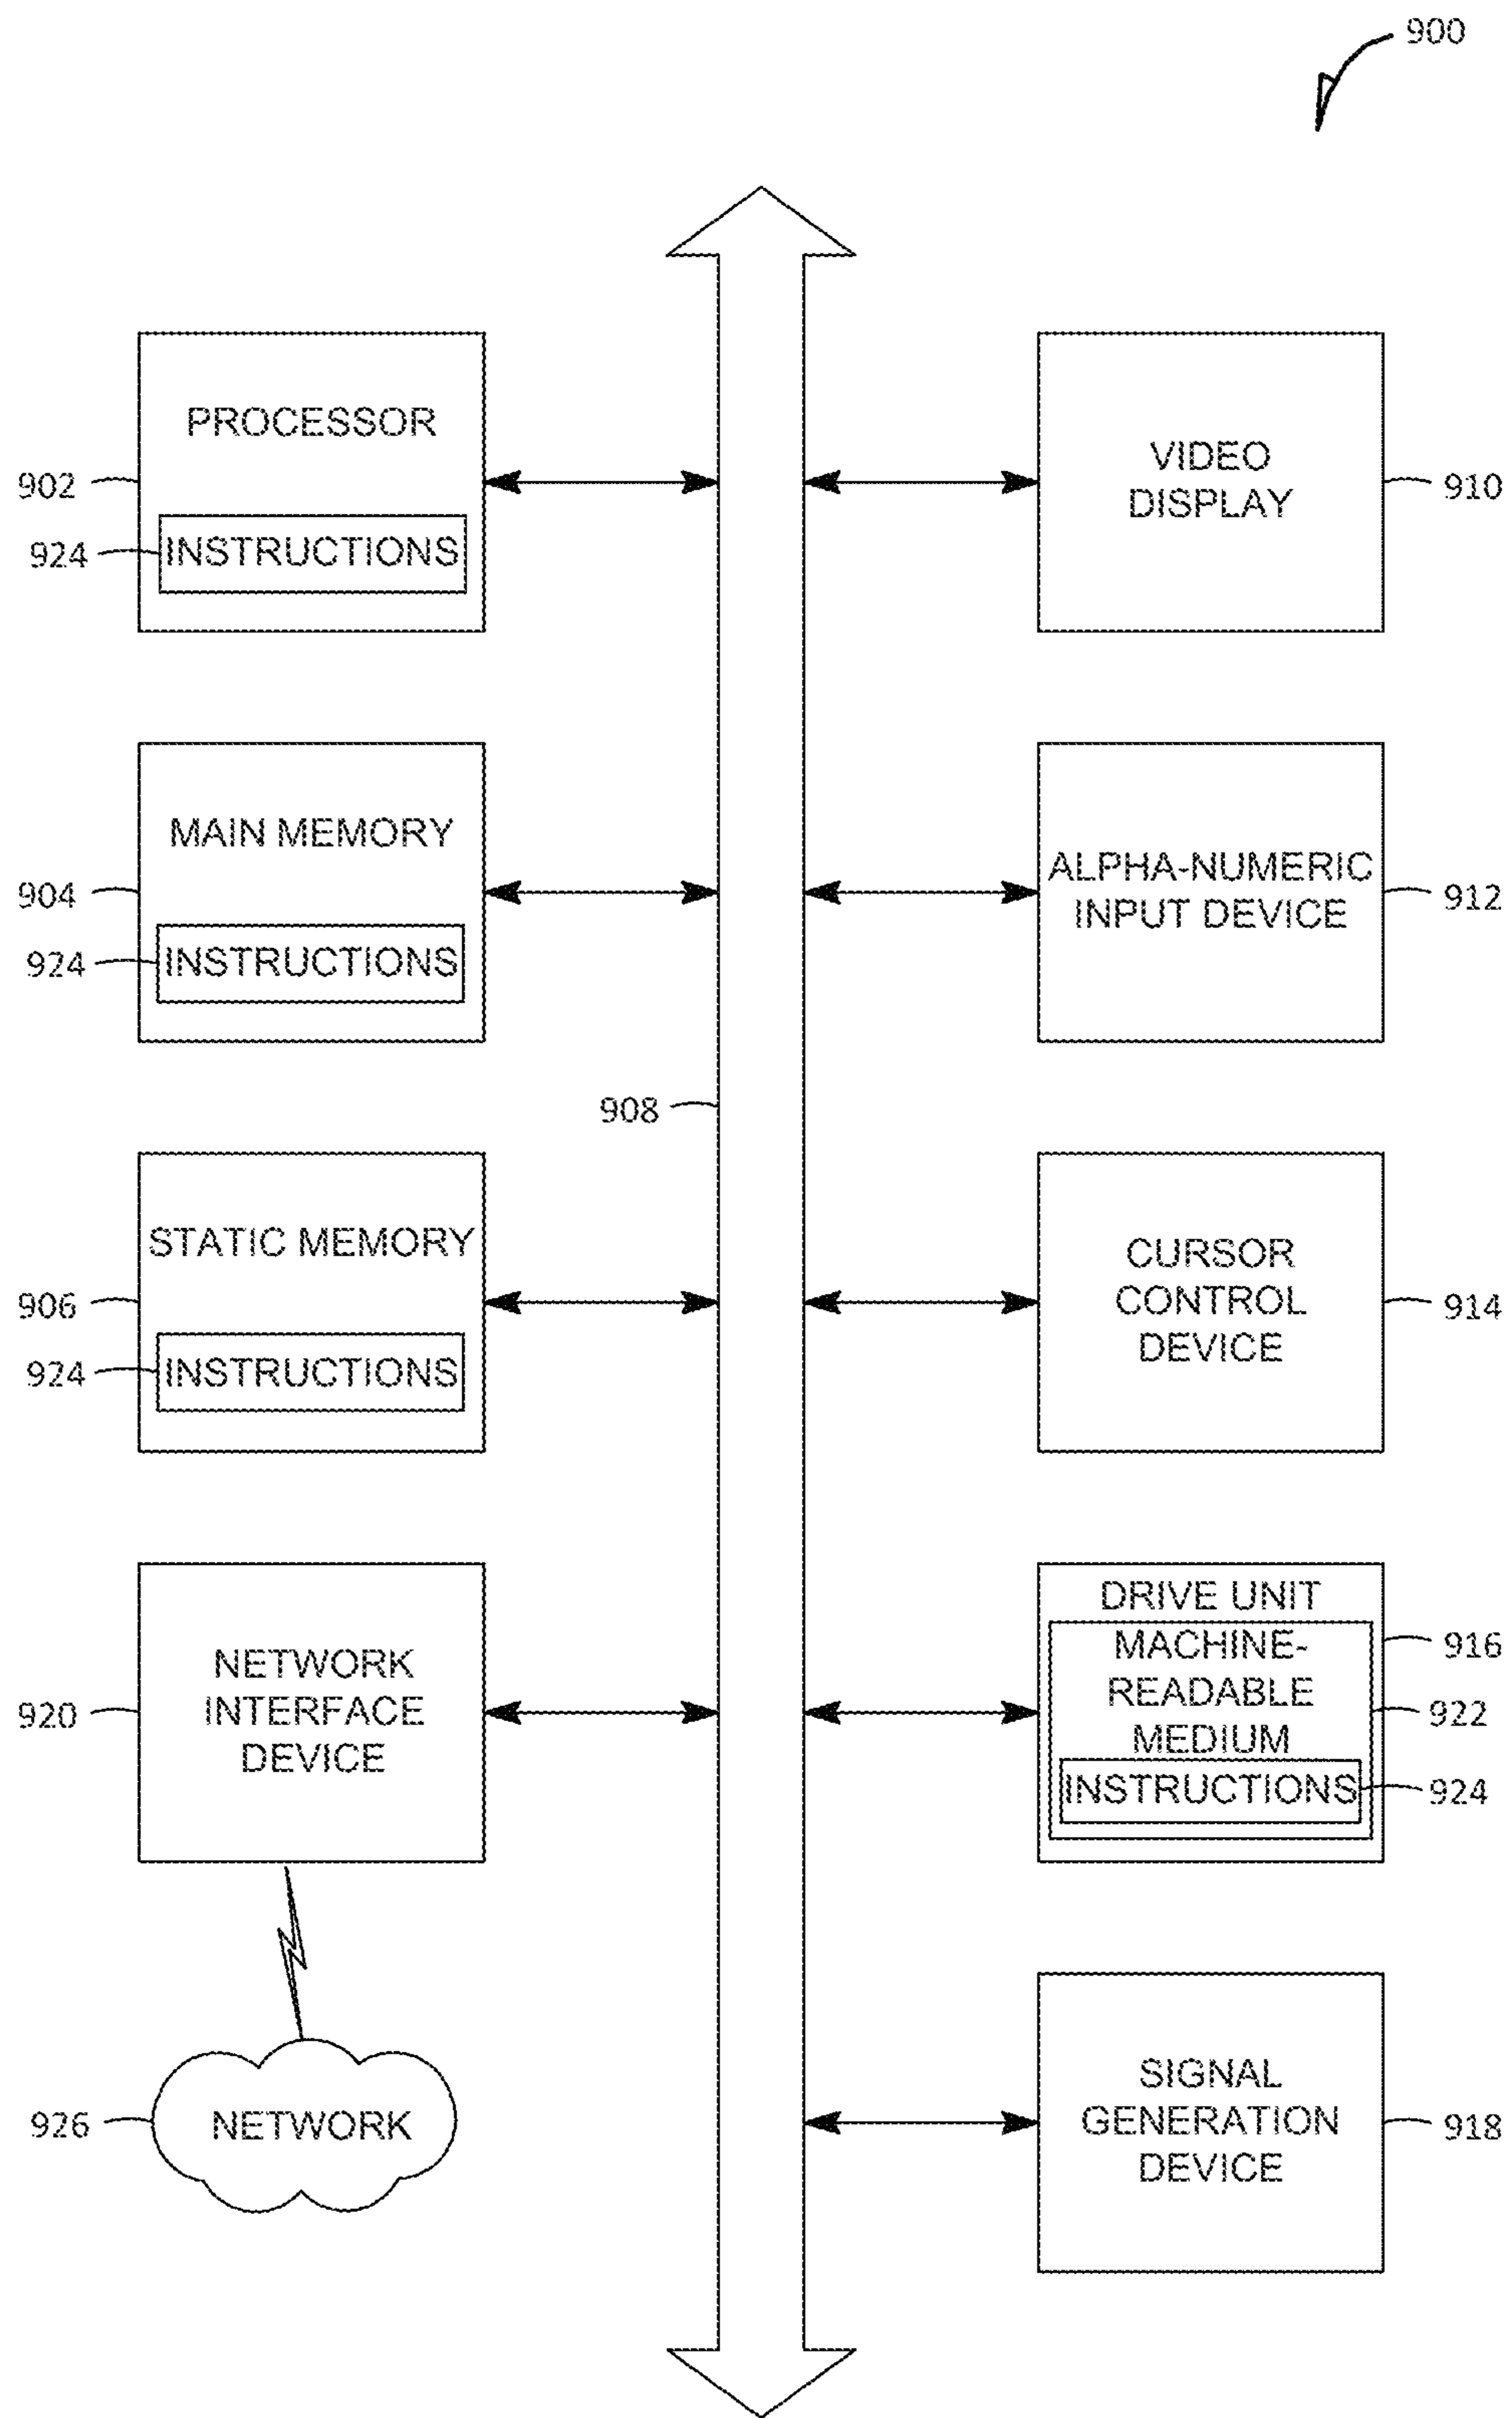 900
PROCESSOR
902
924
INSTRUCTIONS
VIDEO
DISPLAY
910
MAIN MEMORY
904
924
INSTRUCTIONS
ALPHA-NUMERIC
INPUT DEVICE
912
908
STATIC MEMORY
906
924
INSTRUCTIONS
CURSOR
CONTROL
DEVICE
914
NETWORK
INTERFACE
DEVICE
920
DRIVE UNIT
916
MACHINE-
READABLE
MEDIUM
922
INSTRUCTIONS
924
NETWORK
926
SIGNAL
GENERATION
DEVICE
918